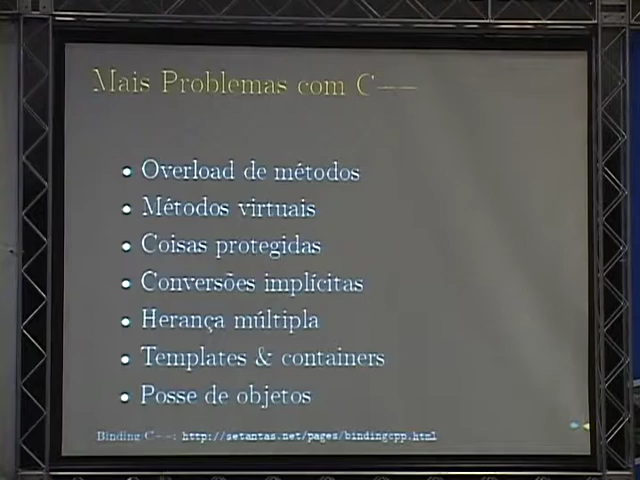 Mais Problemas com C++
• Overload de métodos
• Métodos virtuais
• Coisas protegidas
• Conversões implícitas
• Herança múltipla
• Templates & containers
• Posse de objetos
Binding C++: http://setantas.net/pages/bindingcpp.html